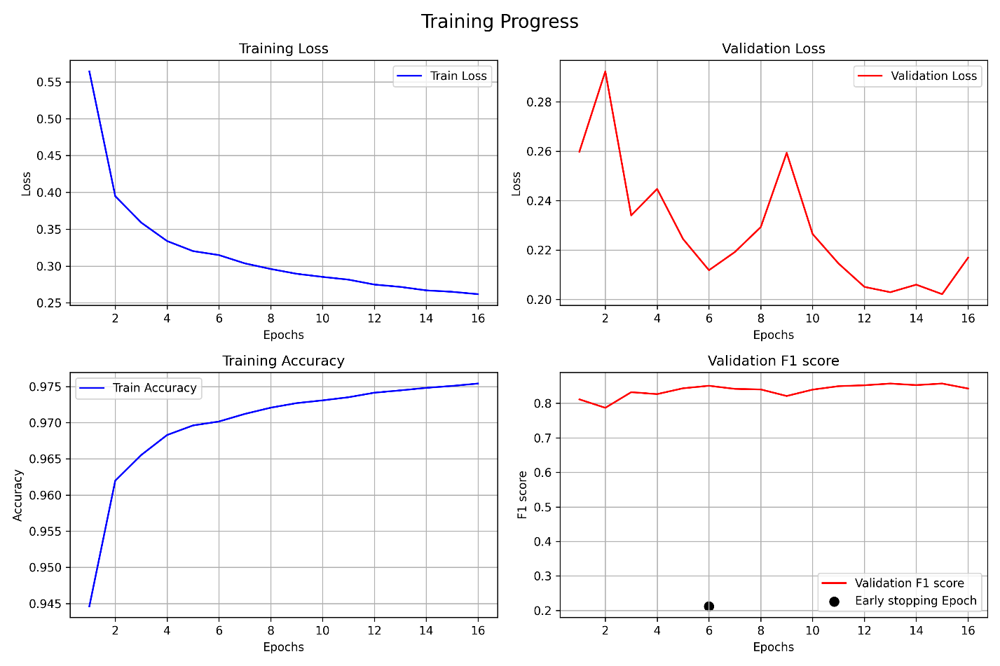 Training Progress
Training Loss
Train Loss
Loss
0.55
0.50
0.45
0.40
0.35
0.30
0.25
2 4 6 8 10 12 14 16
Epochs
Validation Loss
Validation Loss
Loss
0.28
0.26
0.24
0.22
0.20
2 4 6 8 10 12 14 16
Epochs
Training Accuracy
Train Accuracy
Accuracy
0.975
0.970
0.965
0.960
0.955
0.950
0.945
2 4 6 8 10 12 14 16
Epochs
Validation F1 score
F1 score
0.8
0.7
0.6
0.5
0.4
0.3
0.2
Validation F1 score
Early stopping Epoch
2 4 6 8 10 12 14 16
Epochs